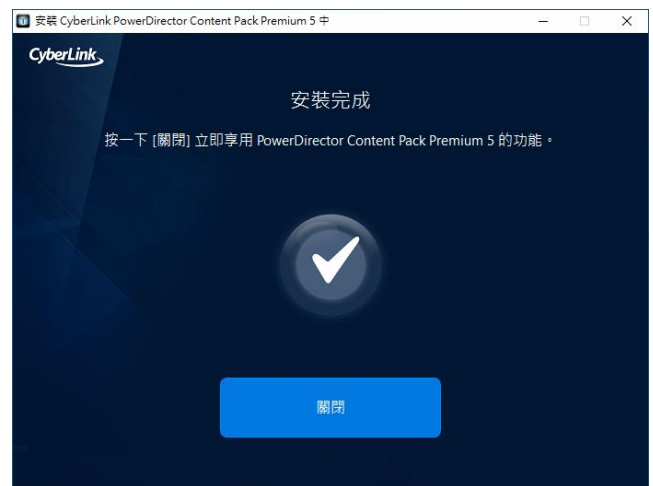 安裝 CyberLink PowerDirector Content Pack Premium 5 中
CyberLink
安裝完成
按一下 [關閉] 立即享用 PowerDirector Content Pack Premium 5 的功能。
關閉